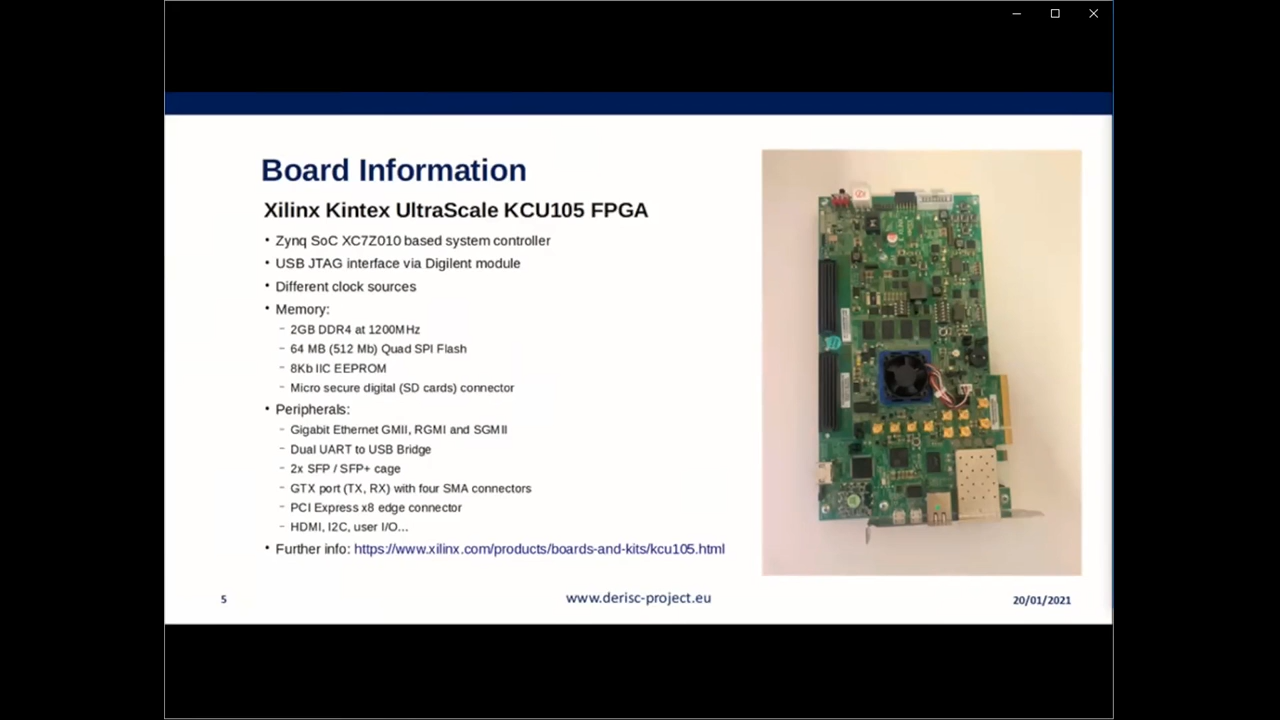 Board Information
Xilinx Kintex UltraScale KCU105 FPGA
• Zynq SoC XC7Z010 based system controller
• USB JTAG interface via Digilent module
• Different clock sources
• Memory:
– 2GB DDR4 at 1200MHz
– 64 MB (512 Mb) Quad SPI Flash
– 8Kb IIC EEPROM
– Micro secure digital (SD cards) connector
• Peripherals:
– Gigabit Ethernet GMII, RGMI and SGMII
– Dual UART to USB Bridge
– 2x SFP / SFP+ cage
– GTX port (TX, RX) with four SMA connectors
– PCI Express x8 edge connector
– HDMI, I2C, user I/O...
• Further info: https://www.xilinx.com/products/boards-and-kits/kcu105.html
5
www.derisc-project.eu
20/01/2021